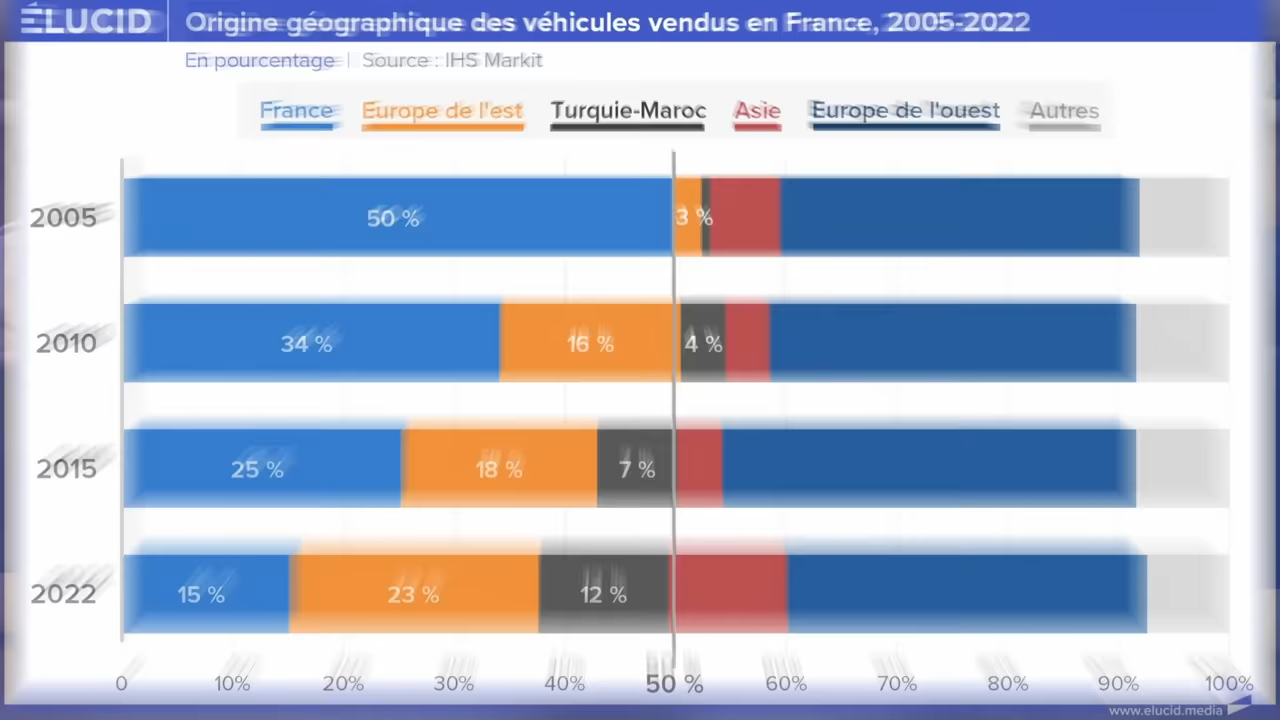 ÉLUCID Origine géographique des véhicules vendus en France, 2005-2022
En pourcentage | Source : IHS Markit
France Europe de l'est Turquie-Maroc Asie Europe de l'ouest Autres
2005 50 % 3 %
2010 34 % 16 % 4 %
2015 25 % 18 % 7 %
2022 15 % 23 % 12 %
0 10% 20% 30% 40% 50 % 60% 70% 80% 90% 100%
www.elucid.media